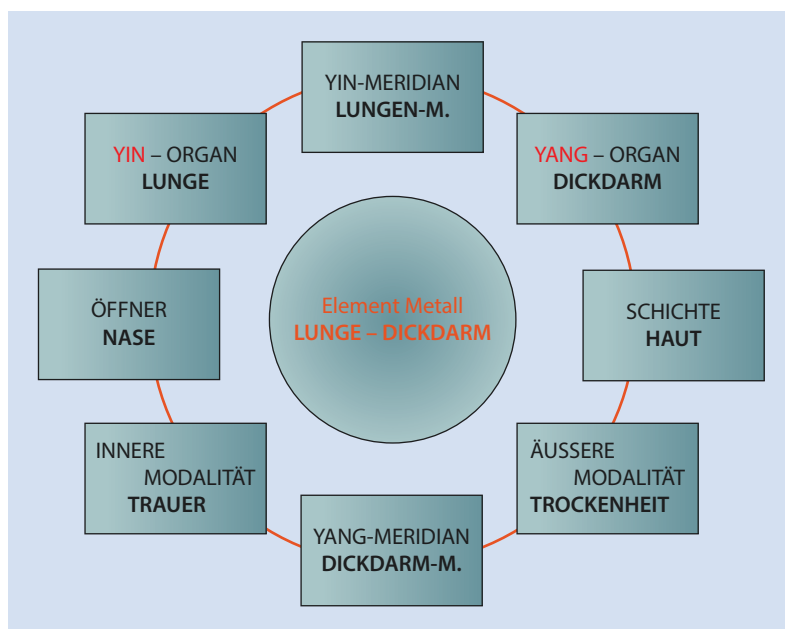 YIN-MERIDIAN
LUNGEN-M.
YIN – ORGAN
LUNGE
YANG – ORGAN
DICKDARM
ÖFFNER
NASE
Element Metall
LUNGE – DICKDARM
SCHICHTE
HAUT
INNERE
MODALITÄT
TRAUER
ÄUSSERE
MODALITÄT
TROCKENHEIT
YANG-MERIDIAN
DICKDARM-M.